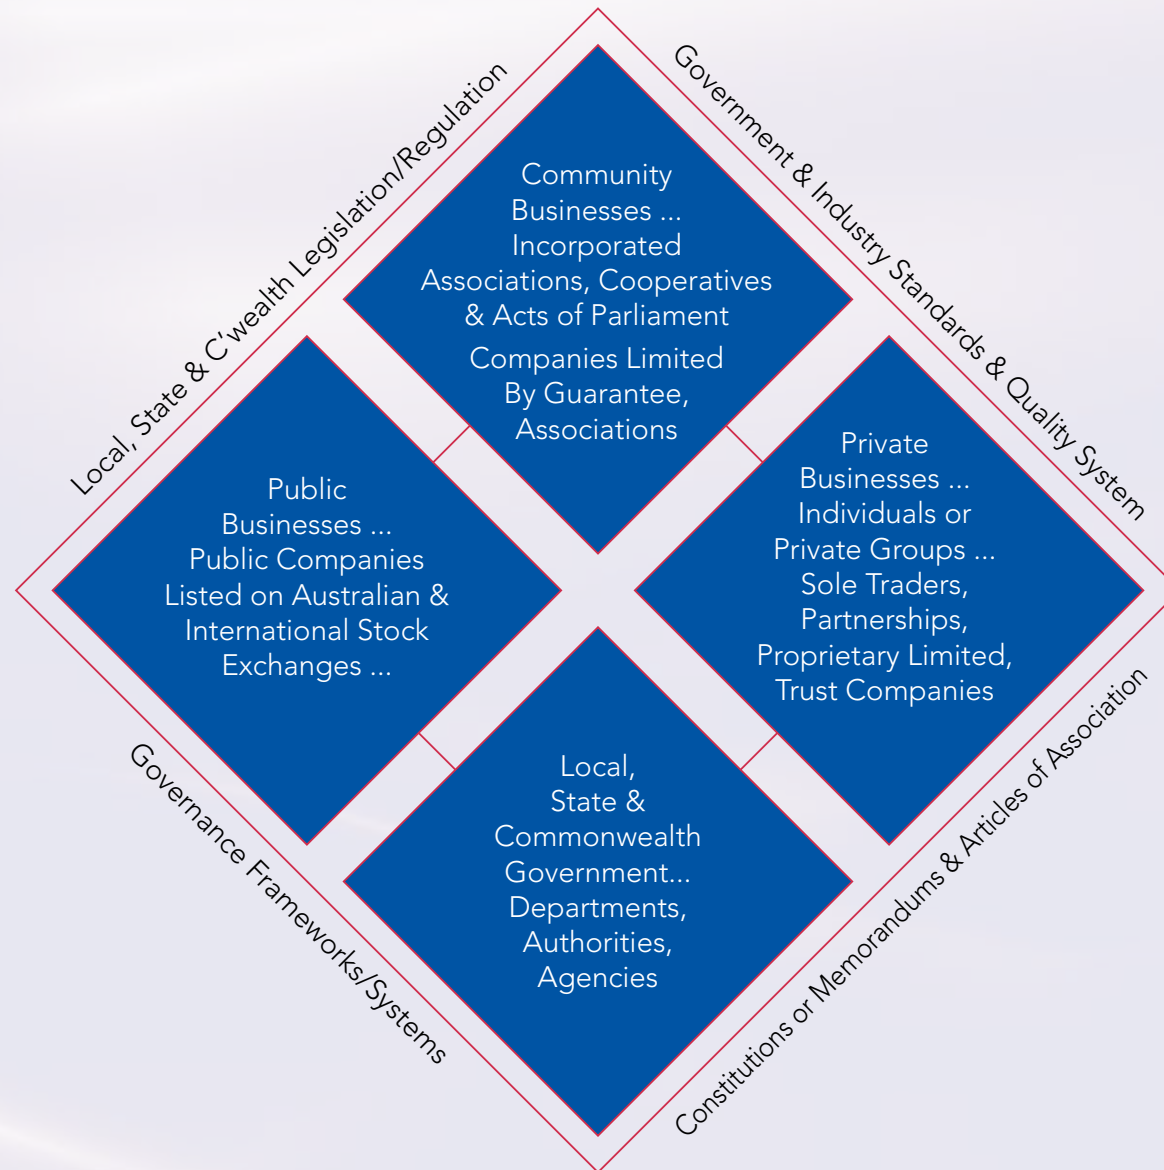 Local, State & C'wealth Legislation/Regulation
Government & Industry Standards & Quality System
Community
Businesses ...
Incorporated
Associations, Cooperatives
& Acts of Parliament
Companies Limited
By Guarantee,
Associations
Public
Businesses ...
Public Companies
Listed on Australian &
International Stock
Exchanges ...
Private
Businesses ...
Individuals or
Private Groups ...
Sole Traders,
Partnerships,
Proprietary Limited,
Trust Companies
Local,
State &
Commonwealth
Government...
Departments,
Authorities,
Agencies
Governance Frameworks/Systems
Constitutions or Memorandums & Articles of Association